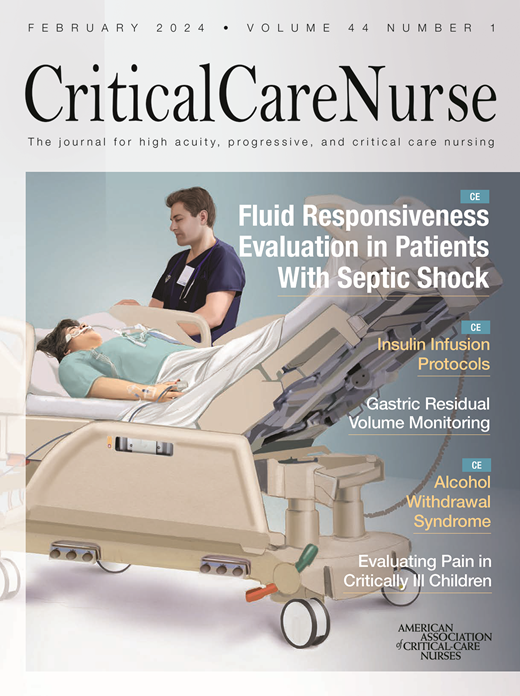 FEBRUARY 2024 • VOLUME 44 NUMBER 1
CriticalCareNurse
The journal for high acuity, progressive, and critical care nursing
CE
Fluid Responsiveness
Evaluation in Patients
With Septic Shock
CE
Insulin Infusion
Protocols
Gastric Residual
Volume Monitoring
CE
Alcohol
Withdrawal
Syndrome
Evaluating Pain in
Critically Ill Children
AMERICAN
ASSOCIATION
of CRITICAL-CARE
NURSES